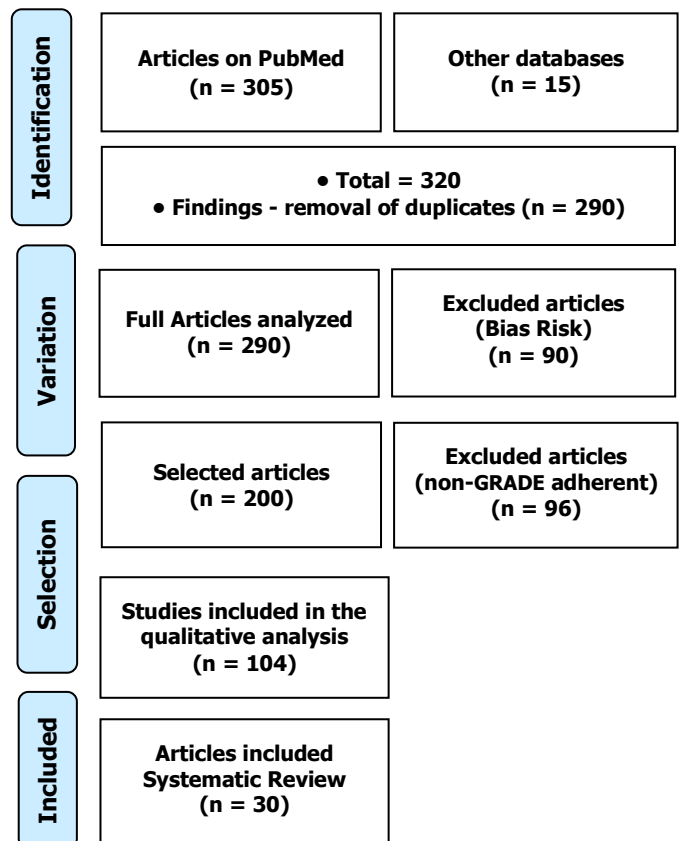 Identification
Articles on PubMed
(n = 305)
Other databases
(n = 15)
• Total = 320
• Findings - removal of duplicates (n = 290)
Variation
Full Articles analyzed
(n = 290)
Excluded articles
(Bias Risk)
(n = 90)
Selected articles
(n = 200)
Excluded articles
(non-GRADE adherent)
(n = 96)
Selection
Studies included in the
qualitative analysis
(n = 104)
Included
Articles included
Systematic Review
(n = 30)